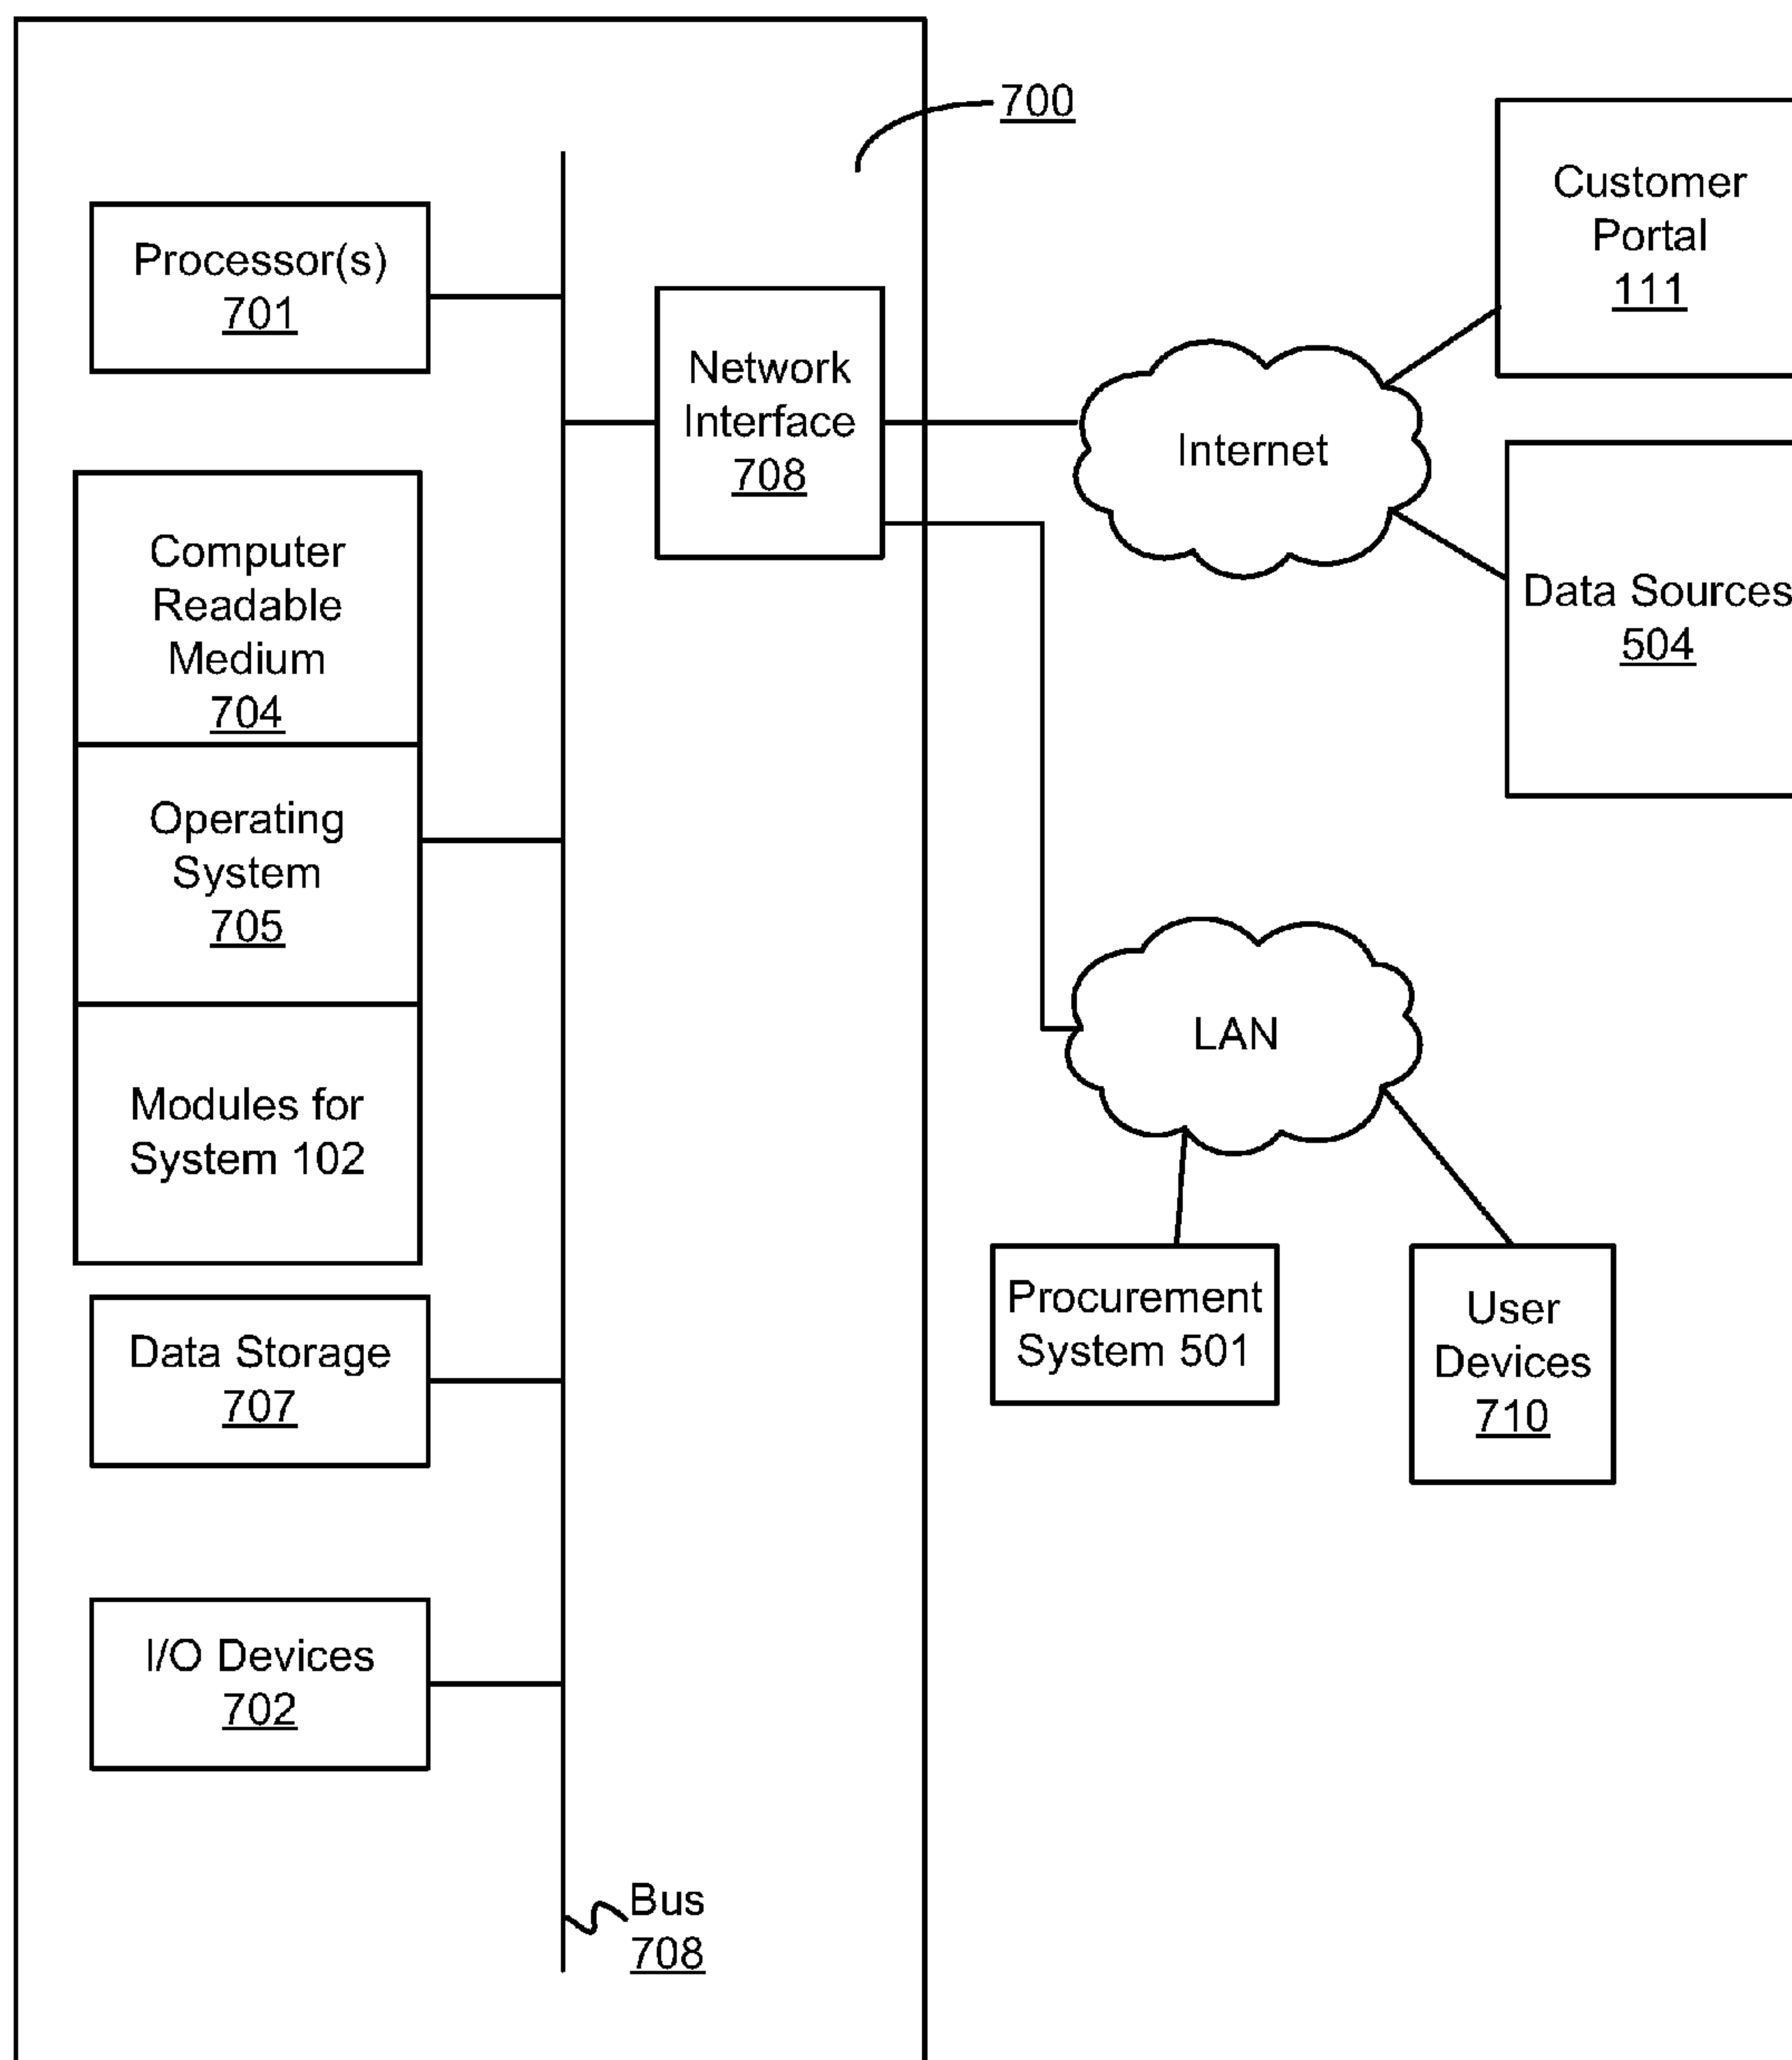 700
Processor(s)
701
Network
Interface
708
Computer
Readable
Medium
704
Operating
System
705
Modules for
System 102
Data Storage
707
I/O Devices
702
Bus
708
Internet
Customer
Portal
111
Data Sources
504
LAN
Procurement
System 501
User
Devices
710